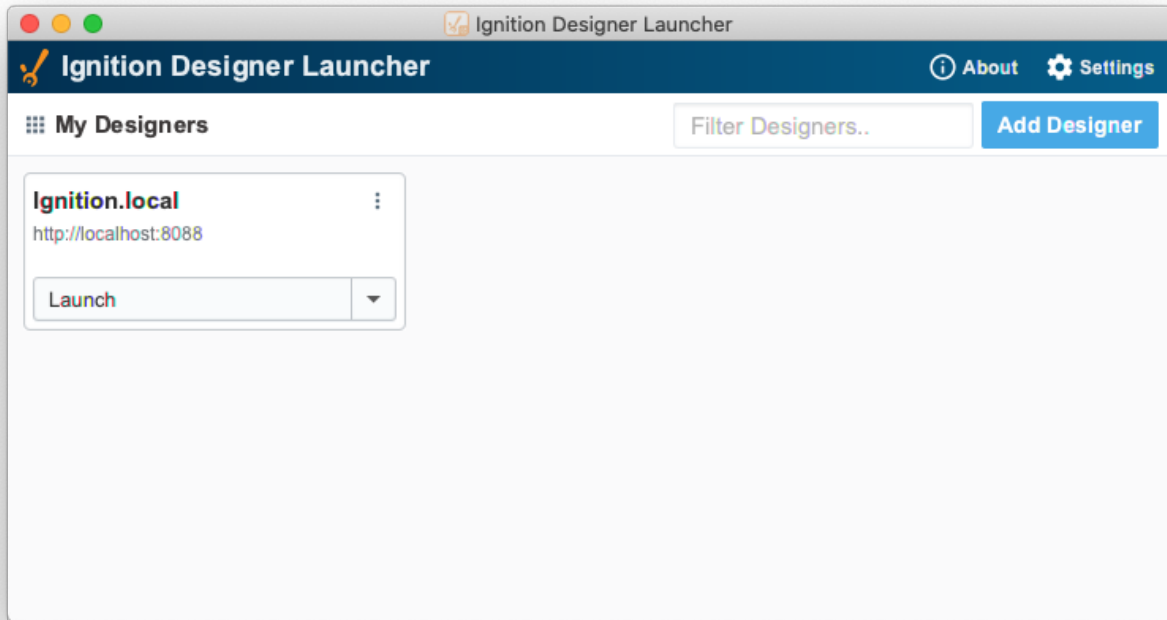 Ignition Designer Launcher
Ignition Designer Launcher
About
Settings
My Designers
Filter Designers..
Add Designer
Ignition.local
http://localhost:8088
Launch